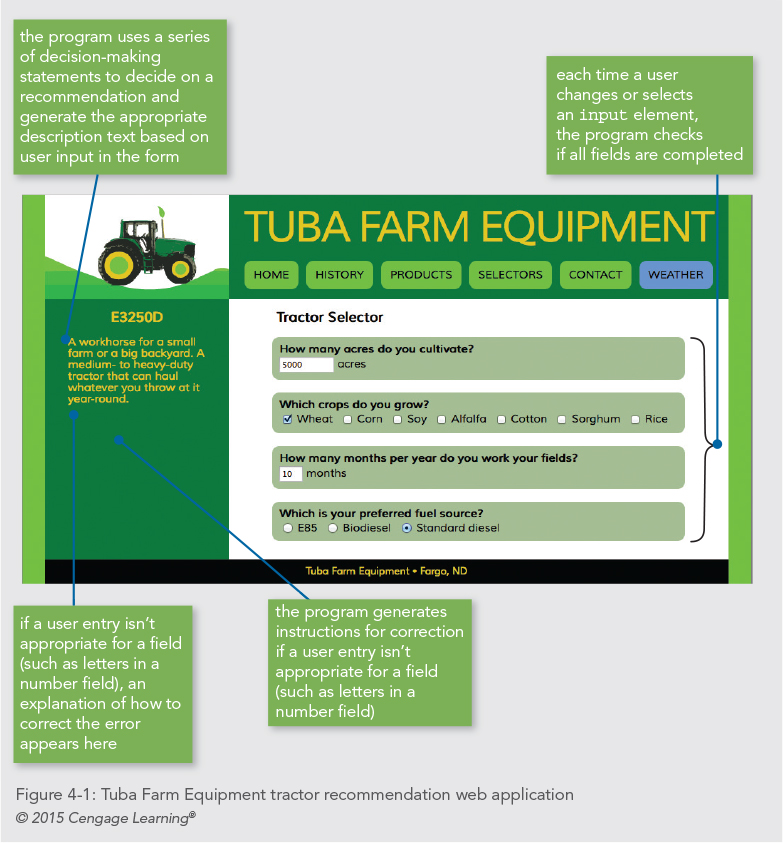 the program uses a series
of decision-making
statements to decide on a
recommendation and
generate the appropriate
description text based on
user input in the form
each time a user
changes or selects
an input element,
the program checks
if all fields are completed
TUBA FARM EQUIPMENT
HOME HISTORY PRODUCTS SELECTORS CONTACT WEATHER
E3250D
A workhorse for a small
farm or a big backyard. A
medium- to heavy-duty
tractor that can haul
whatever you throw at it
year-round.
Tractor Selector
How many acres do you cultivate?
5000 acres
Which crops do you grow?
Wheat Corn Soy Alfalfa Cotton Sorghum Rice
How many months per year do you work your fields?
10 months
Which is your preferred fuel source?
E85 Biodiesel Standard diesel
Tuba Farm Equipment • Fargo, ND
if a user entry isn’t
appropriate for a field
(such as letters in a
number field), an
explanation of how to
correct the error
appears here
the program generates
instructions for correction
if a user entry isn’t
appropriate for a field
(such as letters in a
number field)
Figure 4-1: Tuba Farm Equipment tractor recommendation web application
© 2015 Cengage Learning®